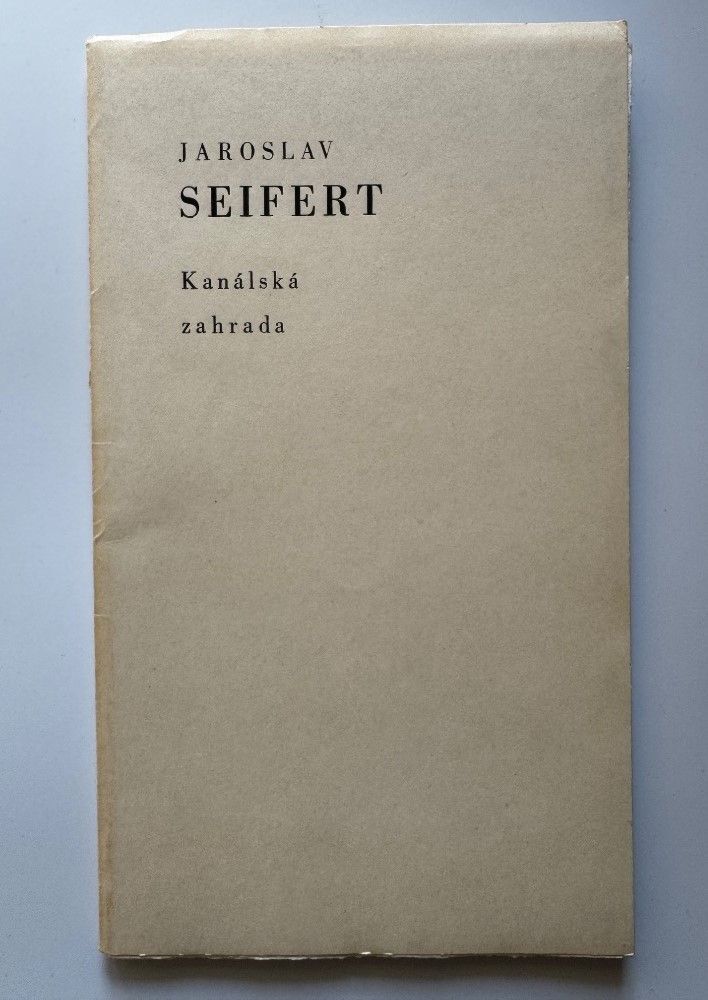 JAROSLAV
SEIFERT
Kanálská
zahrada